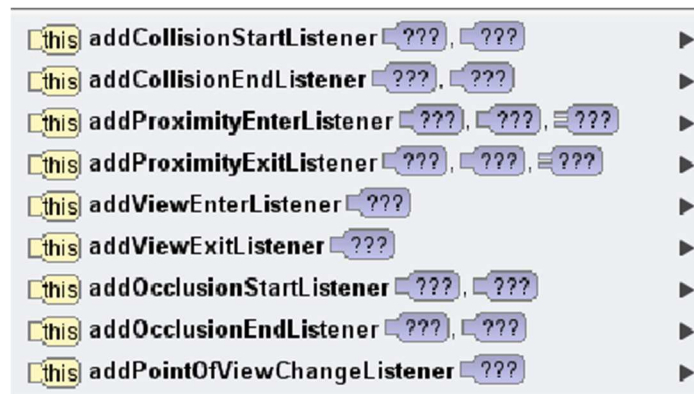 this addCollisionStartListener ???, ???
this addCollisionEndListener ???, ???
this addProximityEnterListener ???, ???, ???
this addProximityExitListener ???, ???, ???
this addViewEnterListener ???
this addViewExitListener ???
this addOcclusionStartListener ???, ???
this addOcclusionEndListener ???, ???
this addPointOfViewChangeListener ???